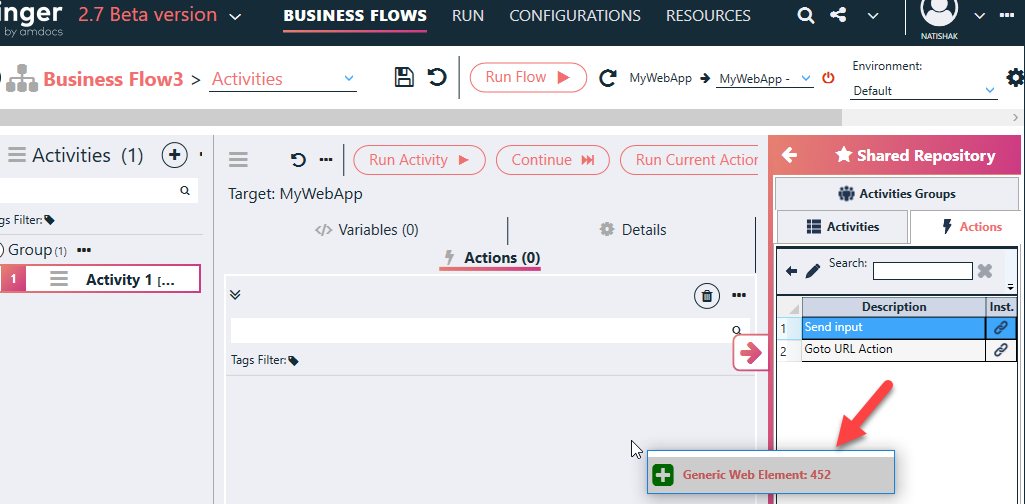 inger
by amdocs
2.7 Beta version
BUSINESS FLOWS RUN CONFIGURATIONS RESOURCES
NATISHAK
Business Flow3 > Activities
Run Flow
MyWebApp
MyWebApp -
Environment:
Default
Activities (1)
gs Filter:
Group (1)
1 Activity 1 [...
Run Activity Continue Run Current Action
Target: MyWebApp
Variables (0) Details
Actions (0)
Tags Filter:
Shared Repository
Activities Groups
Activities Actions
Search:
Description Inst.
1 Send input
2 Goto URL Action
Generic Web Element: 452